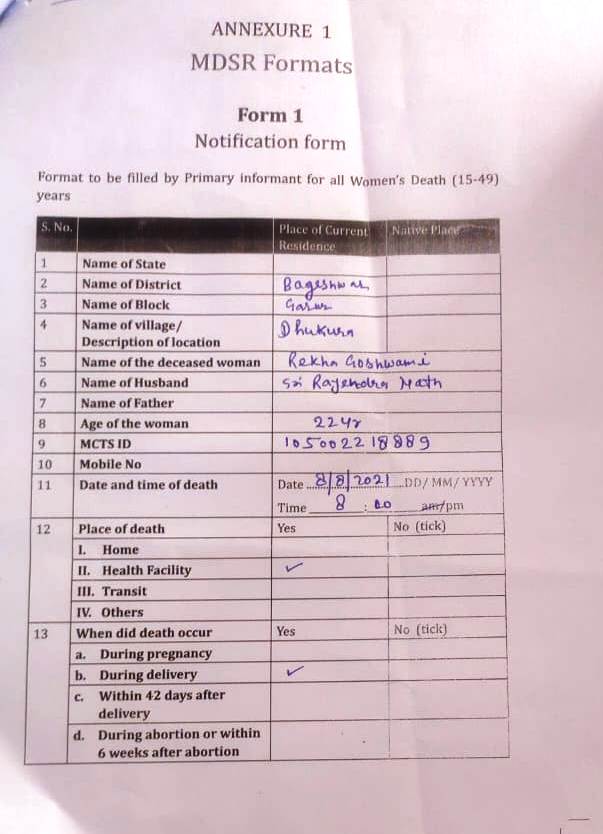 ANNEXURE 1
MDSR Formats
Form 1
Notification form
Format to be filled by Primary informant for all Women's Death (15-49)
years
S. No. Place of Current Residence Native Place
1 Name of State
2 Name of District Bageshwar
3 Name of Block Garur
4 Name of village/ Description of location Dhukura
5 Name of the deceased woman Rekha Goshwami
6 Name of Husband Sri Rajendra Nath
7 Name of Father
8 Age of the woman 22 yr
9 MCTS ID 105002218889
10 Mobile No
11 Date and time of death Date 8/8/2021 DD/MM/YYYY
Time 8 : 00 am/pm
12 Place of death Yes No (tick)
I. Home
II. Health Facility ✓
III. Transit
IV. Others
13 When did death occur Yes No (tick)
a. During pregnancy
b. During delivery ✓
c. Within 42 days after
delivery
d. During abortion or within
6 weeks after abortion